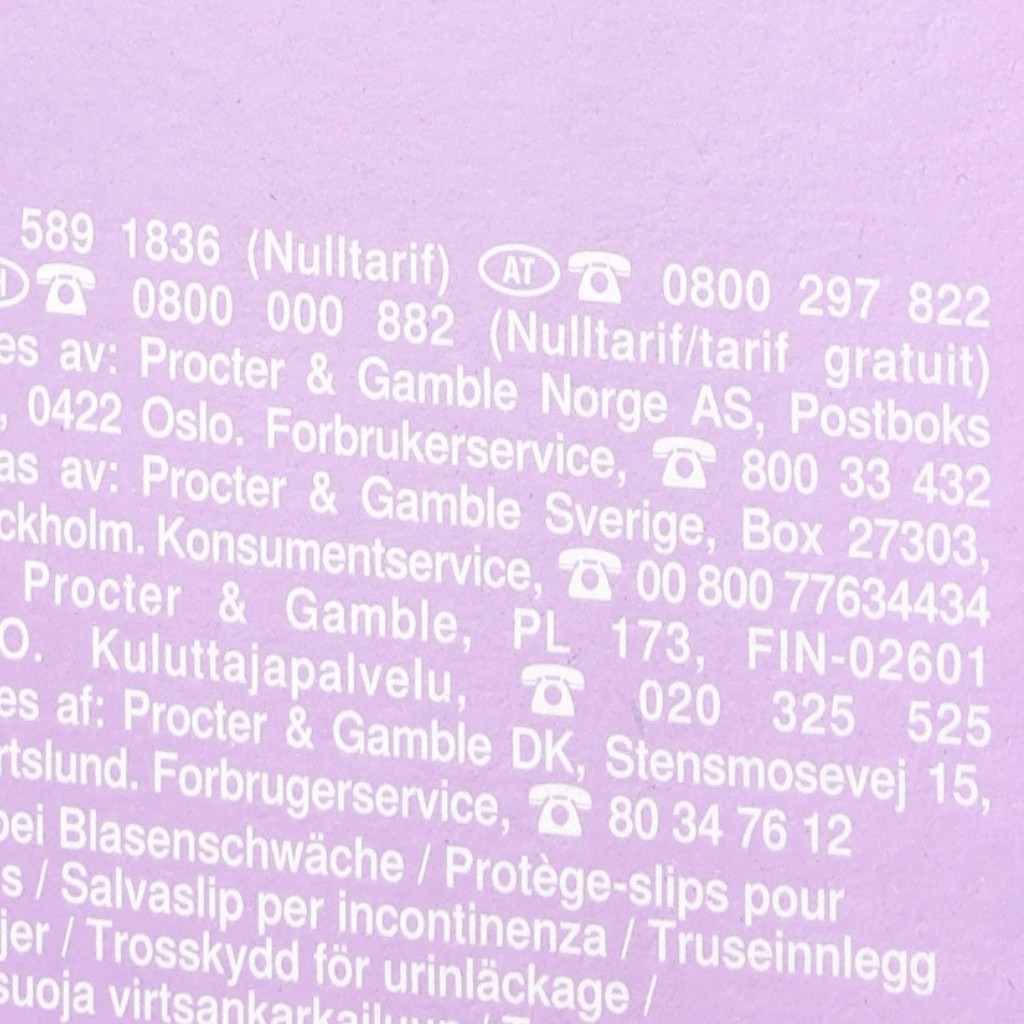 589 1836 (Nulltarif) AT ☎ 0800 297 822
☎ 0800 000 882 (Nulltarif/tarif gratuit)
es av: Procter & Gamble Norge AS, Postboks
, 0422 Oslo. Forbrukerservice, ☎ 800 33 432
as av: Procter & Gamble Sverige, Box 27303,
ckholm. Konsumentservice, ☎ 00 800 77634434
Procter & Gamble, PL 173, FIN-02601
O. Kuluttajapalvelu, ☎ 020 325 525
es af: Procter & Gamble DK, Stensmosevej 15,
rtslund. Forbrugerservice, ☎ 80 34 76 12
bei Blasenschwäche / Protège-slips pour
s / Salvaslip per incontinenza / Truseinnlegg
jer / Trosskydd för urinläckage /
suoja virtsankarkailuun /